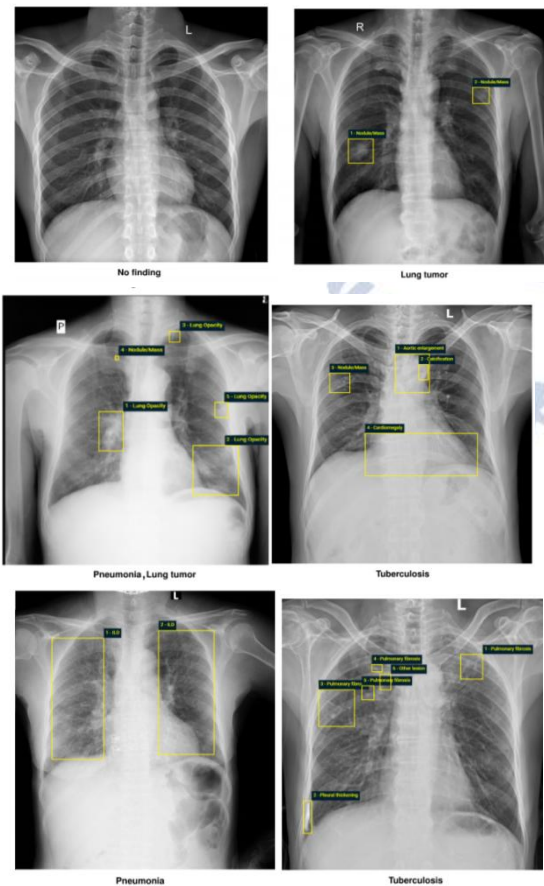 L
R
2 - Nodule/Mass
1 - Nodule/Mass
No finding
Lung tumor
P
3 - Lung Opacity
4 - Nodule/Mass
1 - Lung Opacity
5 - Lung Opacity
2 - Lung Opacity
L
1 - Aortic enlargement
2 - Calcification
3 - Nodule/Mass
4 - Cardiomegaly
Pneumonia, Lung tumor
Tuberculosis
L
1 - ILD
2 - ILD
L
1 - Pulmonary fibrosis
4 - Pulmonary fibrosis
6 - Other lesion
5 - Pulmonary fibrosis
3 - Pulmonary fibrosis
2 - Pleural thickening
Pneumonia
Tuberculosis